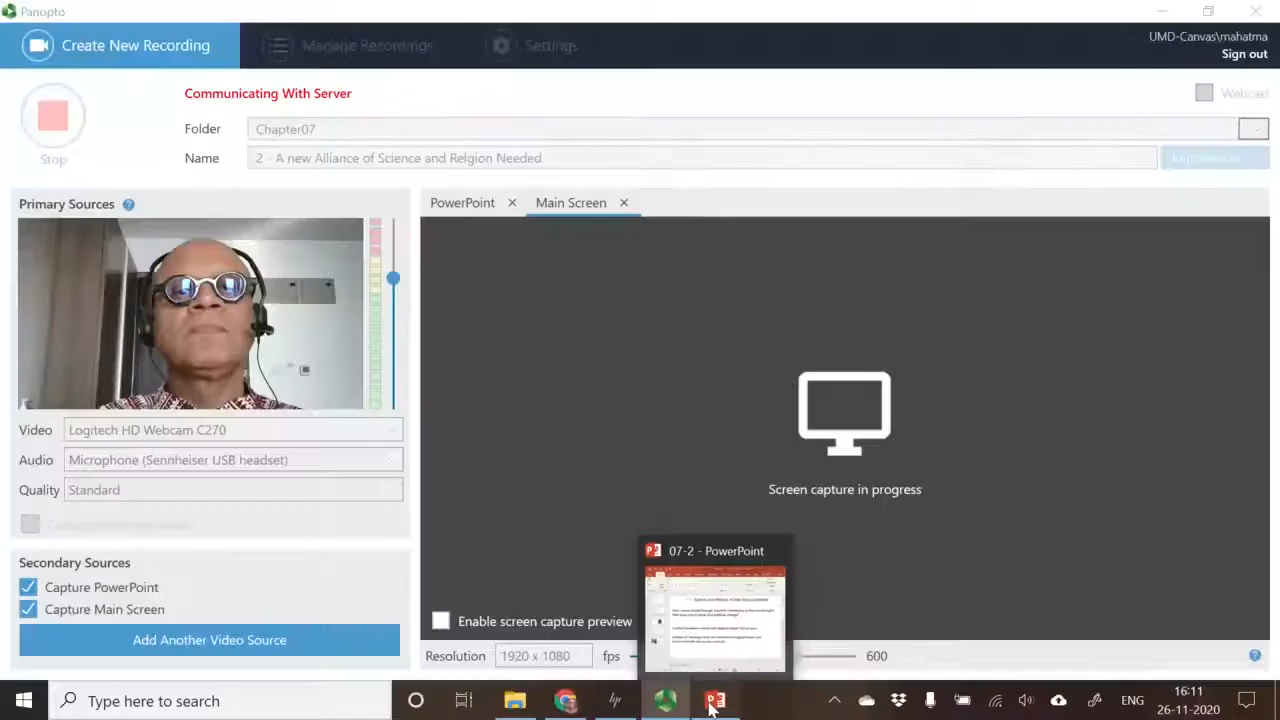 Panopto
Create New Recording
Manage Recordings
Settings
UMD-Canvas\mahatma
Sign out
Communicating With Server
Webcast
Stop
Folder
Chapter07
Name
2 - A new Alliance of Science and Relgion Needed
Primary Sources
PowerPoint
Main Screen
Screen capture in progress
Video
Logitech HD Webcam C270
Audio
Microphone (Sennheiser USB headset)
Quality
Standard
Secondary Sources
PowerPoint
pture Main Screen
Add Another Video Source
07-2 - PowerPoint
Enable screen capture preview
Resolution
1920 x 1080
fps
600
Type here to search
ENG
16:11
26-11-2020